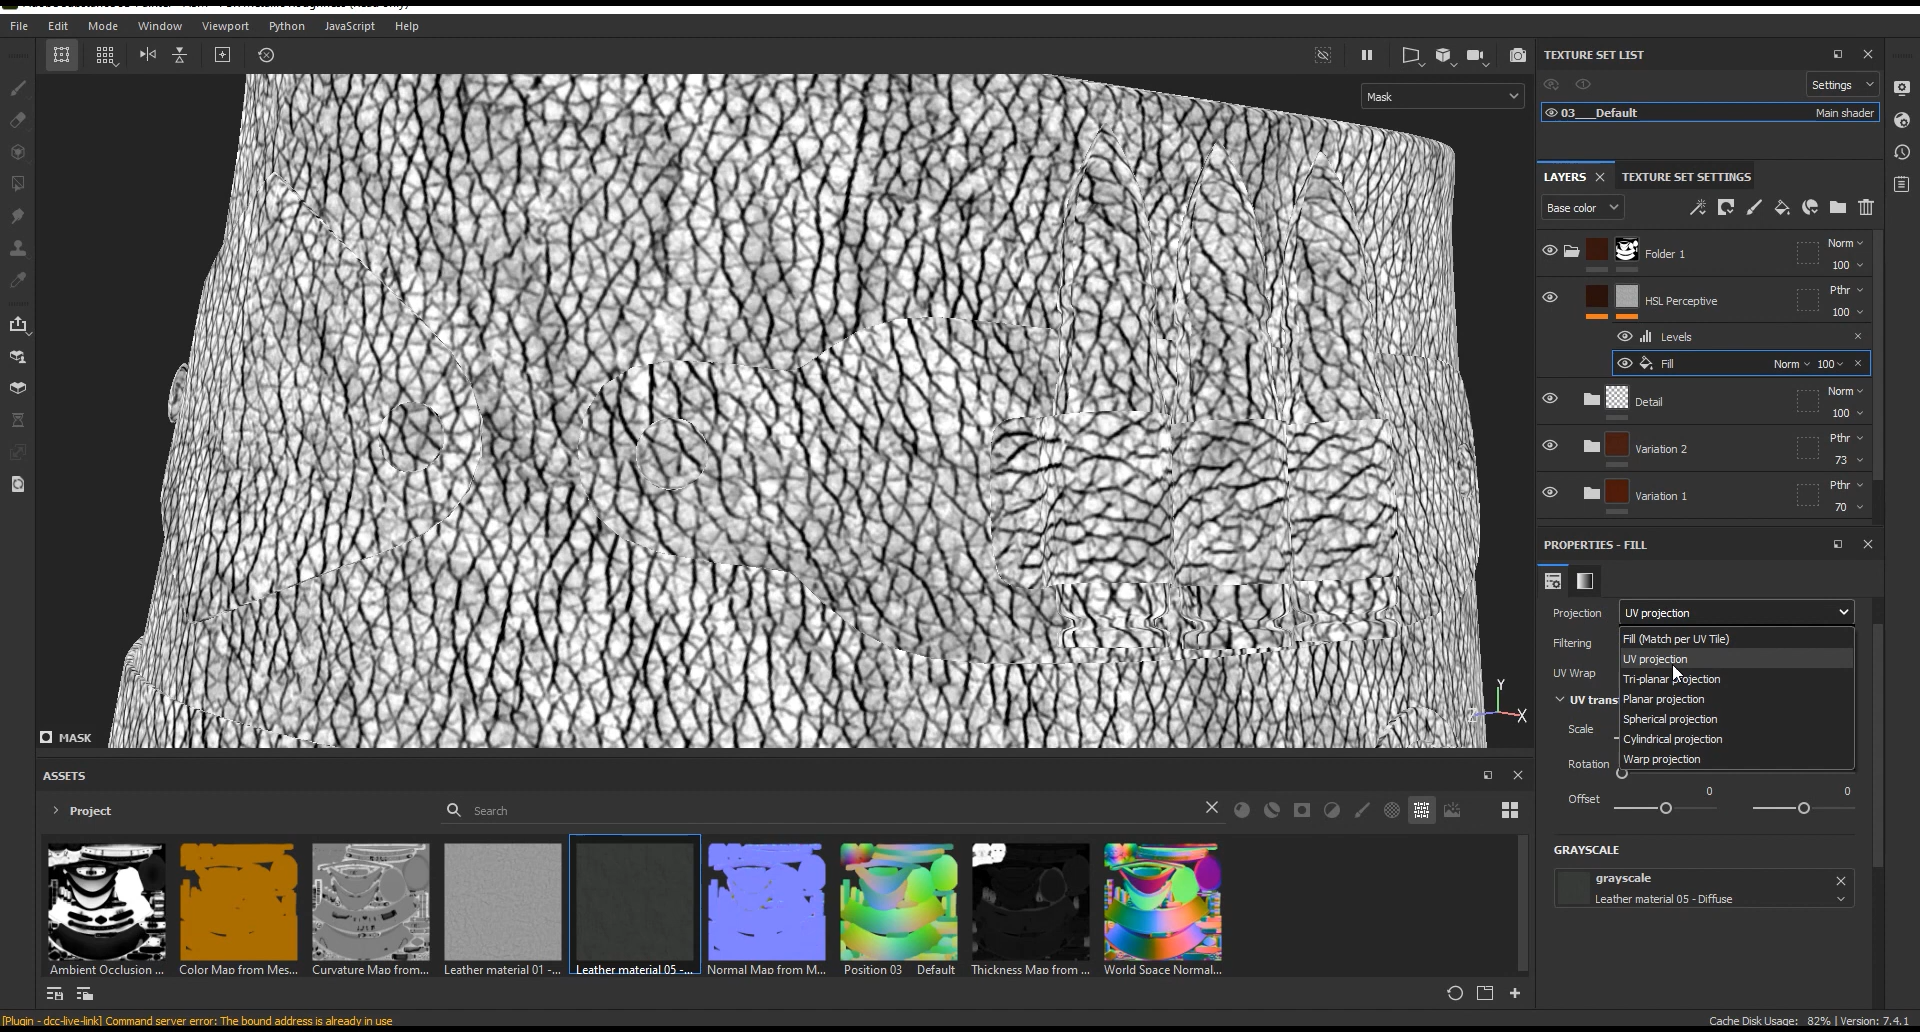 File Edit Mode Window Viewport Python JavaScript Help
Mask
MASK
Y
X
TEXTURE SET LIST
Settings
03___Default Main shader
LAYERS TEXTURE SET SETTINGS
Base color
Folder 1 Norm 100
HSL Perceptive Pthr 100
Levels
Fill Norm 100
Detail Norm 100
Variation 2 Pthr 73
Variation 1 Pthr 70
PROPERTIES - FILL
Projection UV projection
Filtering
UV Wrap
UV trans
Scale
Rotation
Fill (Match per UV Tile)
UV projection
Tri-planar projection
Planar projection
Spherical projection
Cylindrical projection
Warp projection
Offset 0 0
GRAYSCALE
grayscale
Leather material 05 - Diffuse
ASSETS
Project
Search
Ambient Occlusion ...
Color Map from Mes...
Curvature Map from...
Leather material 01 -...
Leather material 05 -...
Normal Map from M...
Position 03 Default
Thickness Map from ...
World Space Normal...
[Plugin - dcc-live-link] Command server error: The bound address is already in use
Cache Disk Usage: 82% | Version: 7.4.1